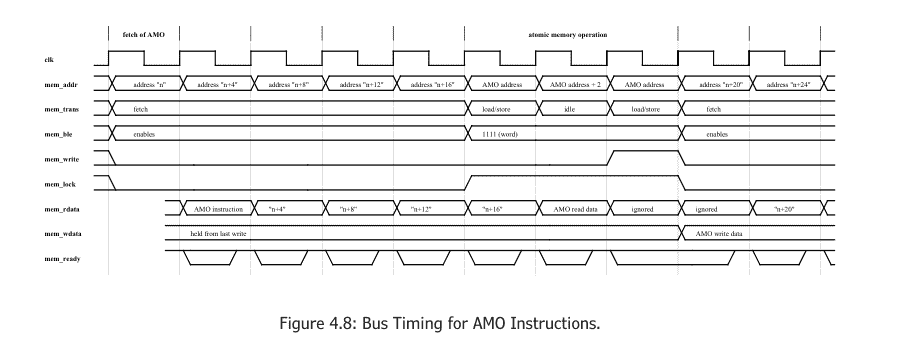 fetch of AMO atomic memory operation
clk
mem_addr address "n" address "n+4" address "n+8" address "n+12" address "n+16" AMO address AMO address + 2 AMO address address "n+20" address "n+24"
mem_trans fetch load/store idle load/store fetch
mem_ble enables 1111 (word) enables
mem_write
mem_lock
mem_rdata AMO instruction "n+4" "n+8" "n+12" "n+16" AMO read data ignored ignored "n+20"
mem_wdata held from last write AMO write data
mem_ready
Figure 4.8: Bus Timing for AMO Instructions.